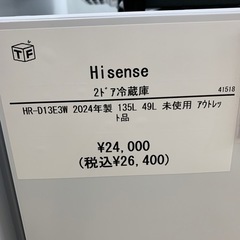 TF
Hisense
2ﾄﾞｱ冷蔵庫
41518
HR-D13E3W 2024年製 135L 49L 未使用 ｱｳﾄﾚｯ
ﾄ品
¥24,000
(税込¥26,400)